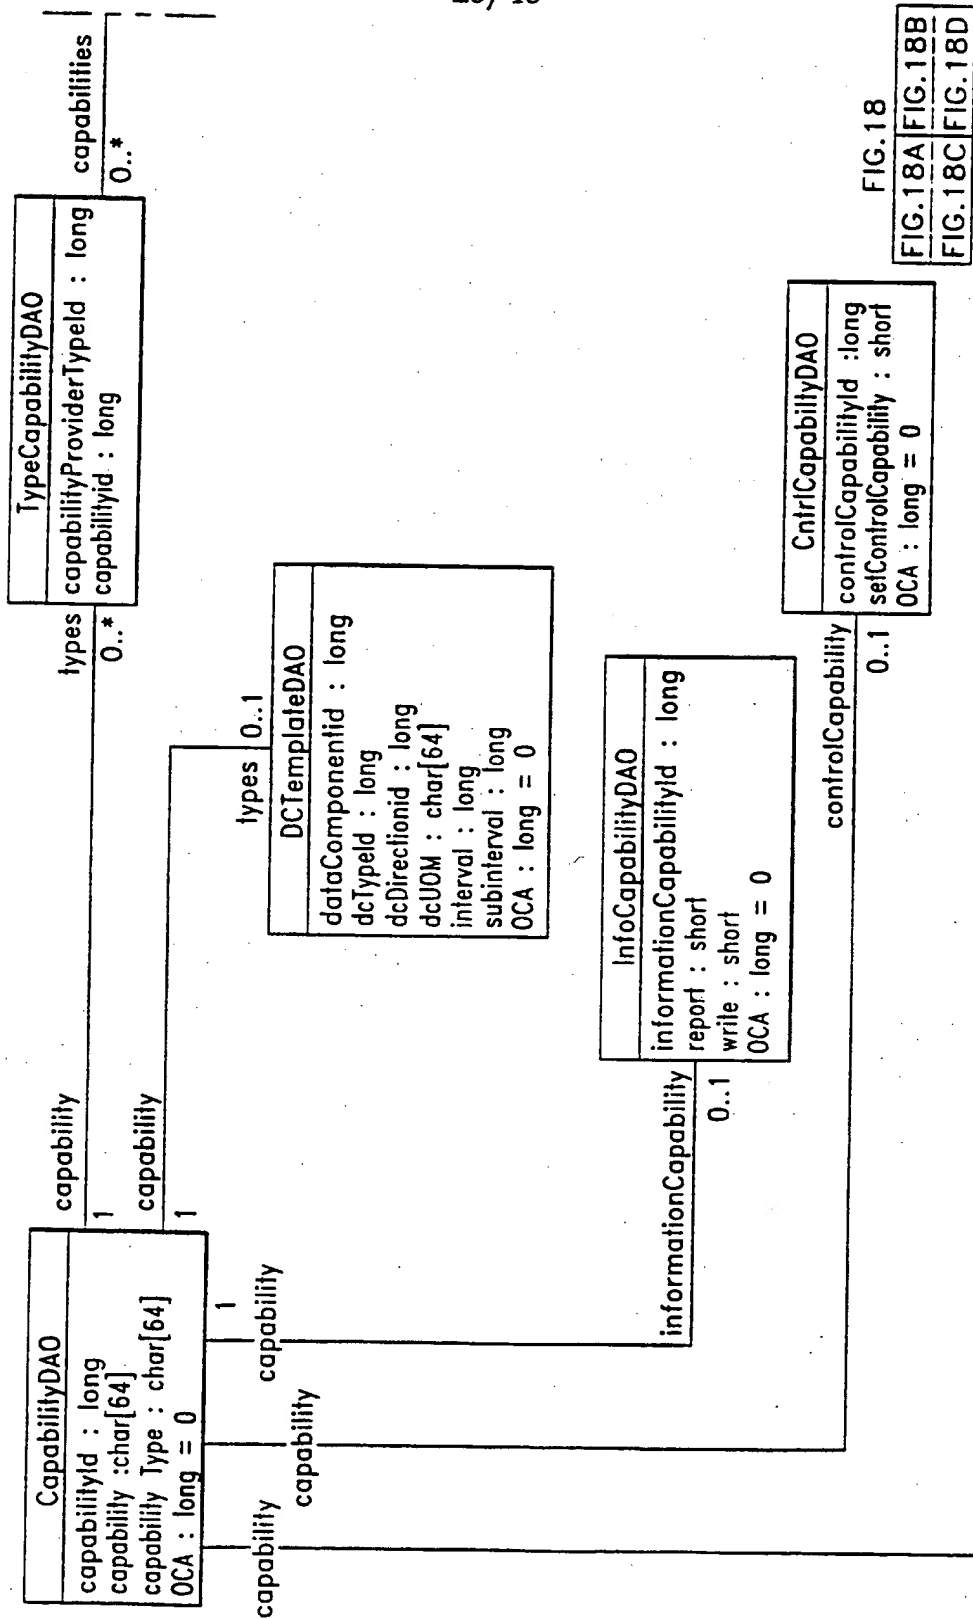 CapabilityDAO
capabilityId : long
capability :char[64]
capability Type : char[64]
OCA : long = 0
capability
1
types
0..*
TypeCapabilityDAO
capabilityProviderTypeId : long
capabilityid : long
capabilities
0..*
capability
1
types
0..1
DCTemplateDAO
dataComponentid : long
dcTypeId : long
dcDirectionid : long
dcUOM : char[64]
interval : long
subinterval : long
OCA : long = 0
1
capability
informationCapability
0..1
InfoCapabilityDAO
informationCapabilityId : long
report : short
write : short
OCA : long = 0
capability
controlCapability
0..1
CntrlCapabiltyDAO
controlCapabilityId :long
setControlCapability : short
OCA : long = 0
capability
FIG.18
FIG.18A FIG.18B
FIG.18C FIG.18D